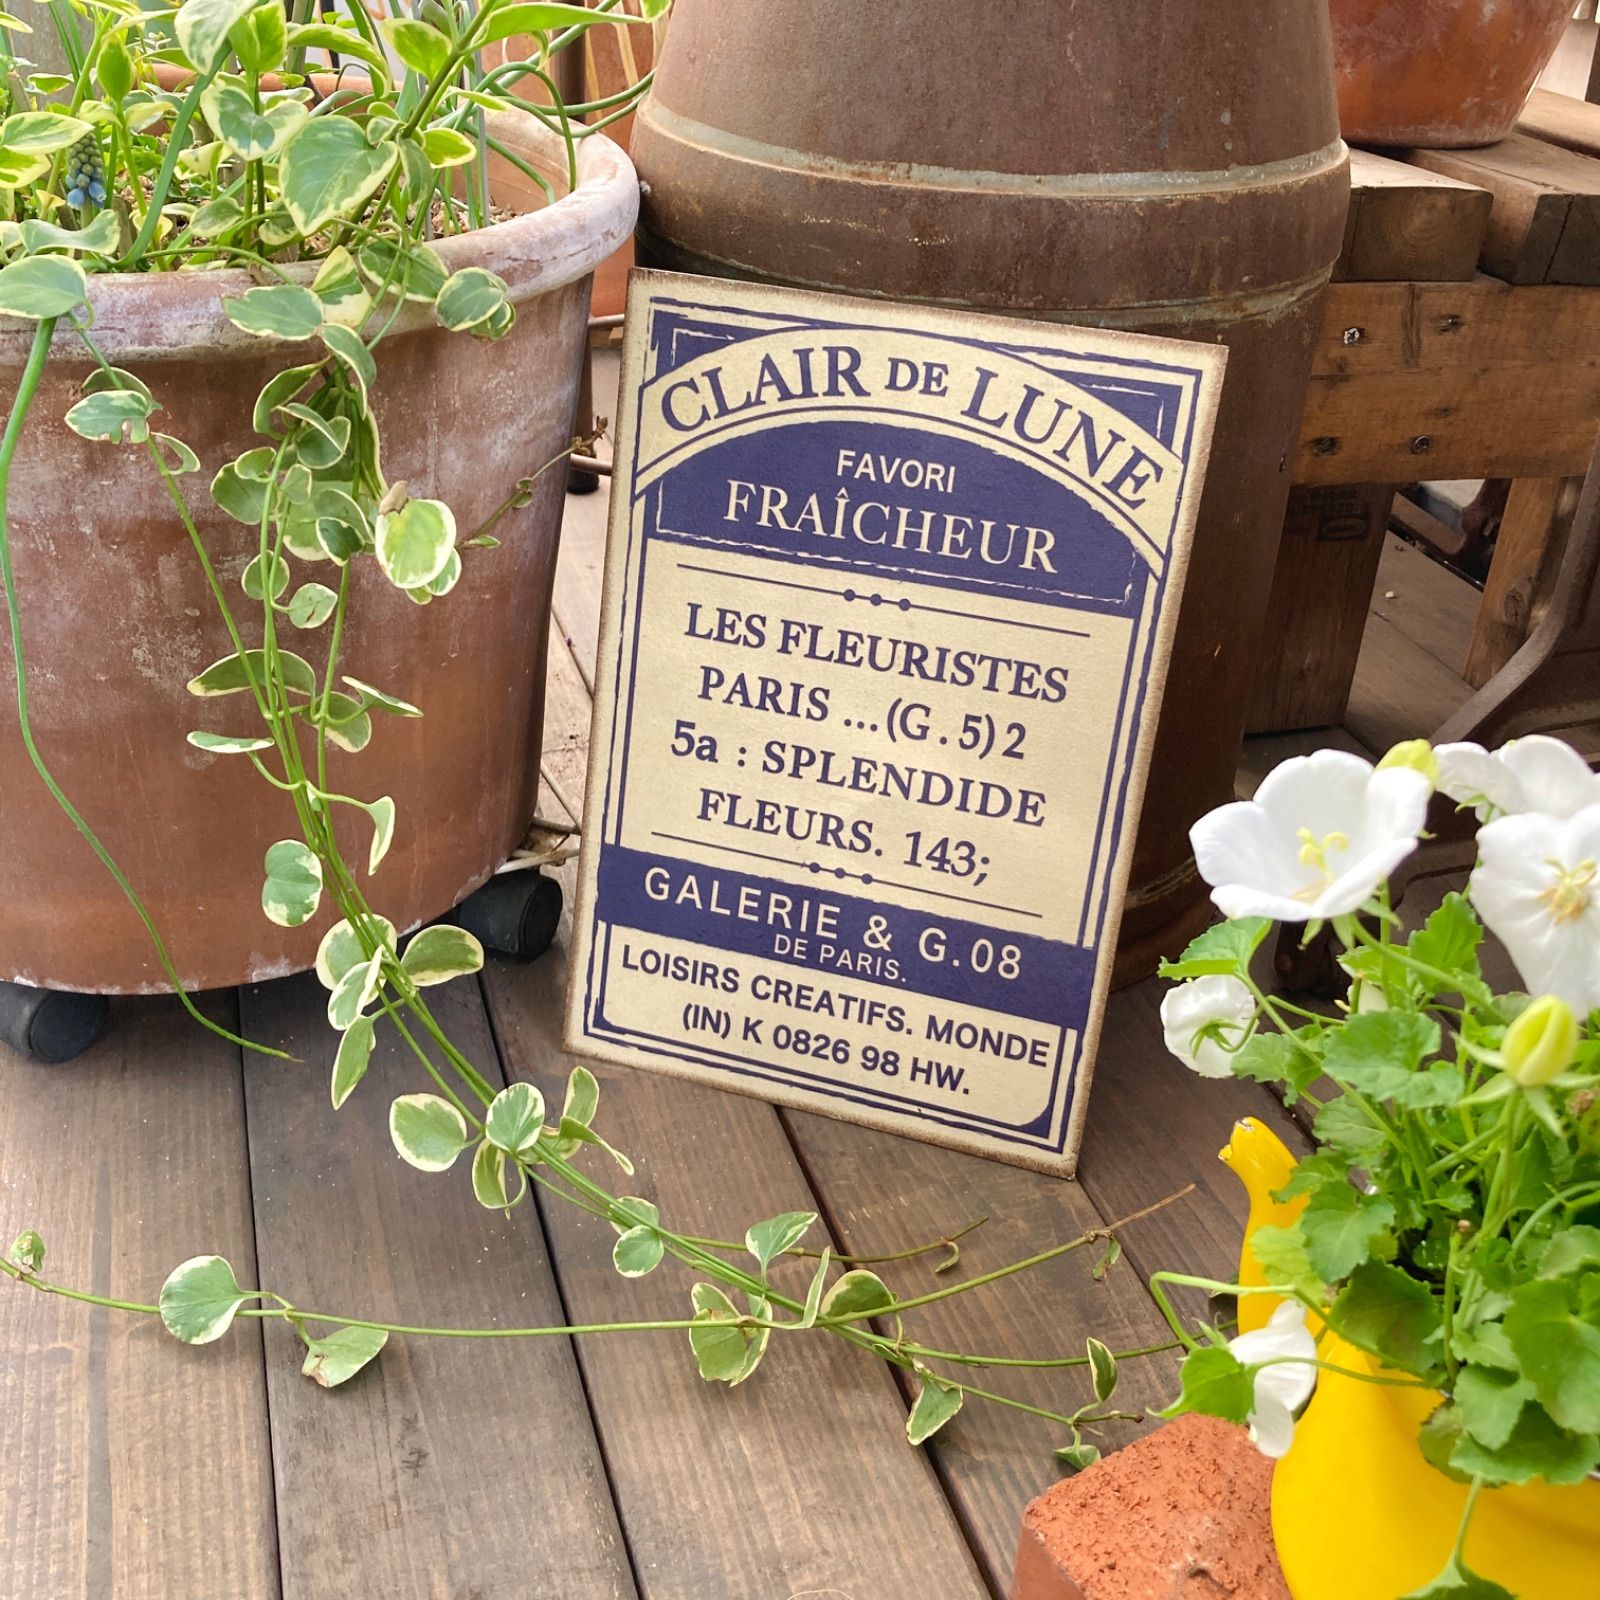 CLAIR DE LUNE
FAVORI
FRAÎCHEUR
LES FLEURISTES
PARIS ... (G . 5) 2
5a : SPLENDIDE
FLEURS. 143;
GALERIE & G.08
DE PARIS.
LOISIRS CREATIFS. MONDE
(IN) K 0826 98 HW.